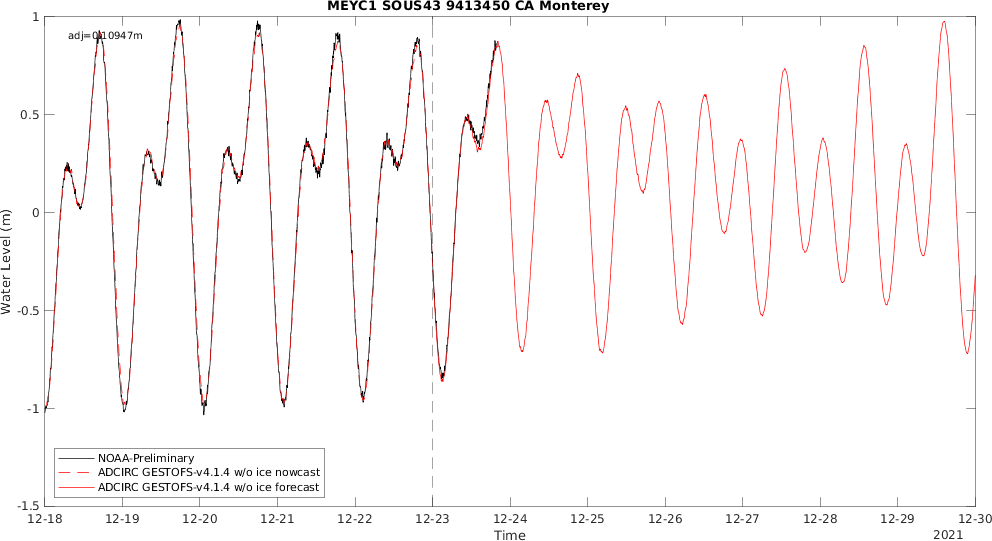 MEYC1 SOUS43 9413450 CA Monterey
adj=0.10947m
1
0.5
0
-0.5
-1
-1.5
Water Level (m)
NOAA-Preliminary
ADCIRC GESTOFS-v4.1.4 w/o ice nowcast
ADCIRC GESTOFS-v4.1.4 w/o ice forecast
12-18 12-19 12-20 12-21 12-22 12-23 12-24 12-25 12-26 12-27 12-28 12-29 12-30
Time
2021